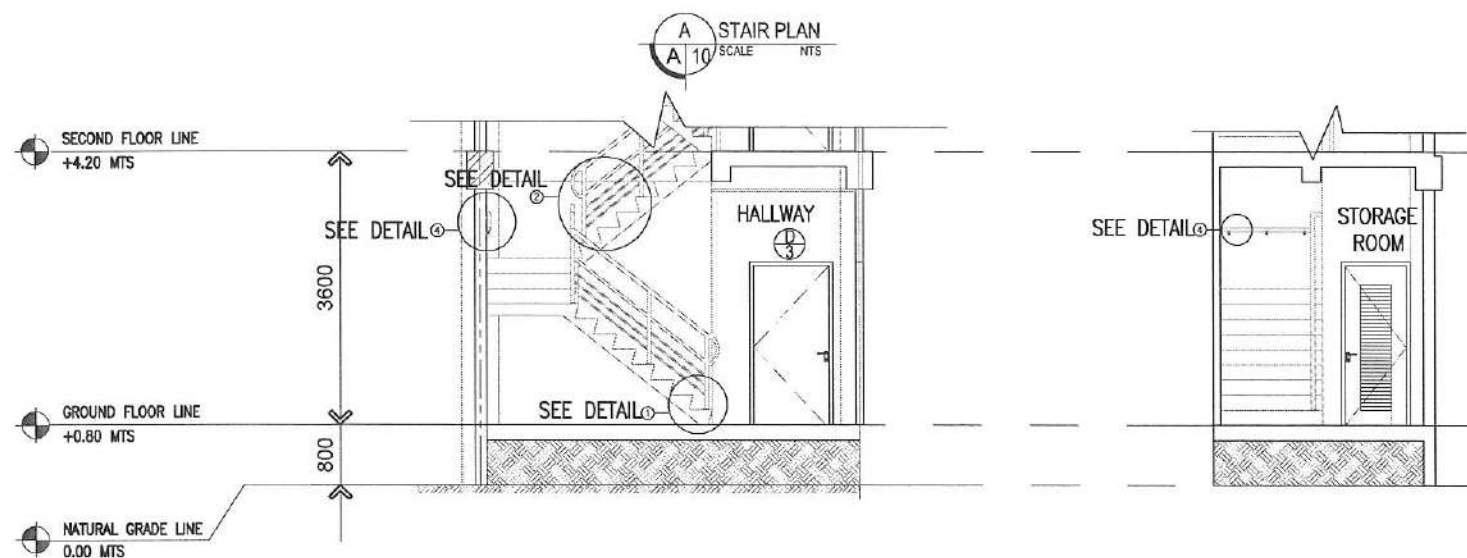 A
A 10
STAIR PLAN
SCALE NTS
SECOND FLOOR LINE
+4.20 MTS
SEE DETAIL 2
SEE DETAIL 4
HALLWAY
D
3
3600
SEE DETAIL 1
GROUND FLOOR LINE
+0.80 MTS
800
NATURAL GRADE LINE
0.00 MTS
SEE DETAIL 4
STORAGE
ROOM